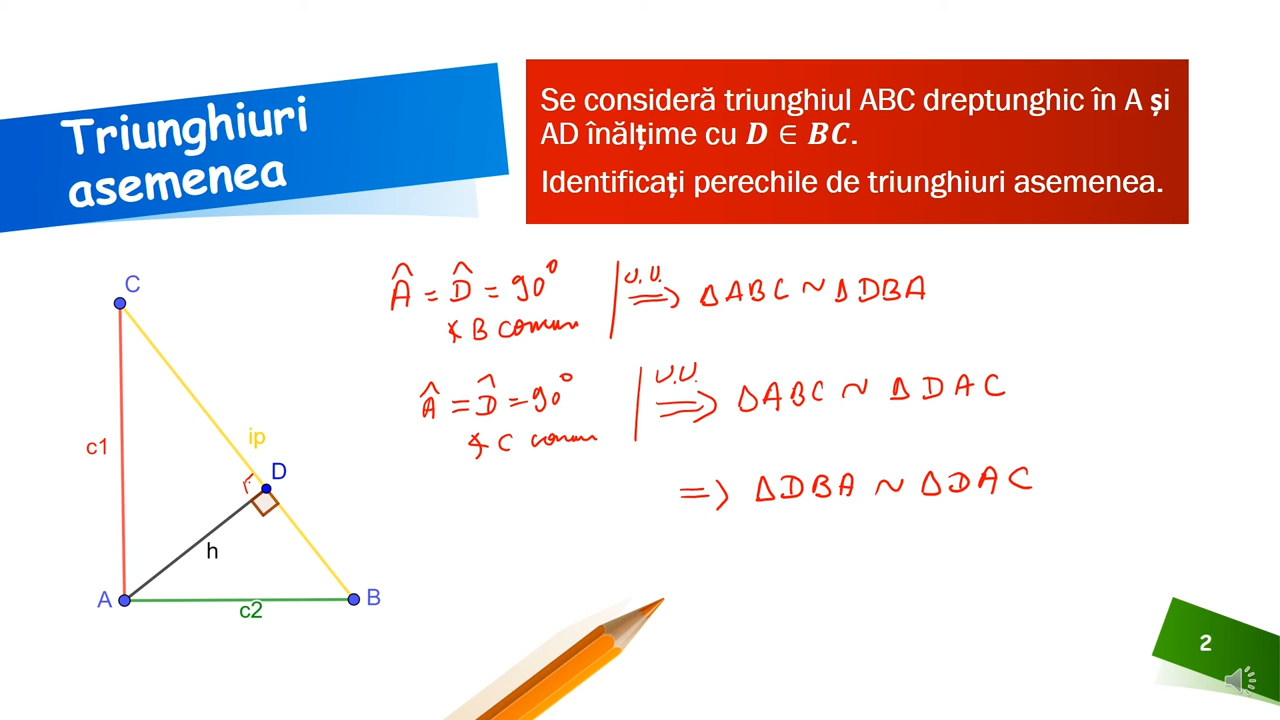 Triunghiuri
asemenea
Se consideră triunghiul ABC dreptunghic în A și
AD înălțime cu D ∈ BC.
Identificați perechile de triunghiuri asemenea.
Â = D̂ = 90°
∢ B comun
U.U.
=> ΔABC ~ ΔDBA
Â = D̂ = 90°
∢ C comun
U.U.
=> ΔABC ~ ΔDAC
=> ΔDBA ~ ΔDAC
C
c1
ip
D
h
A
c2
B
2